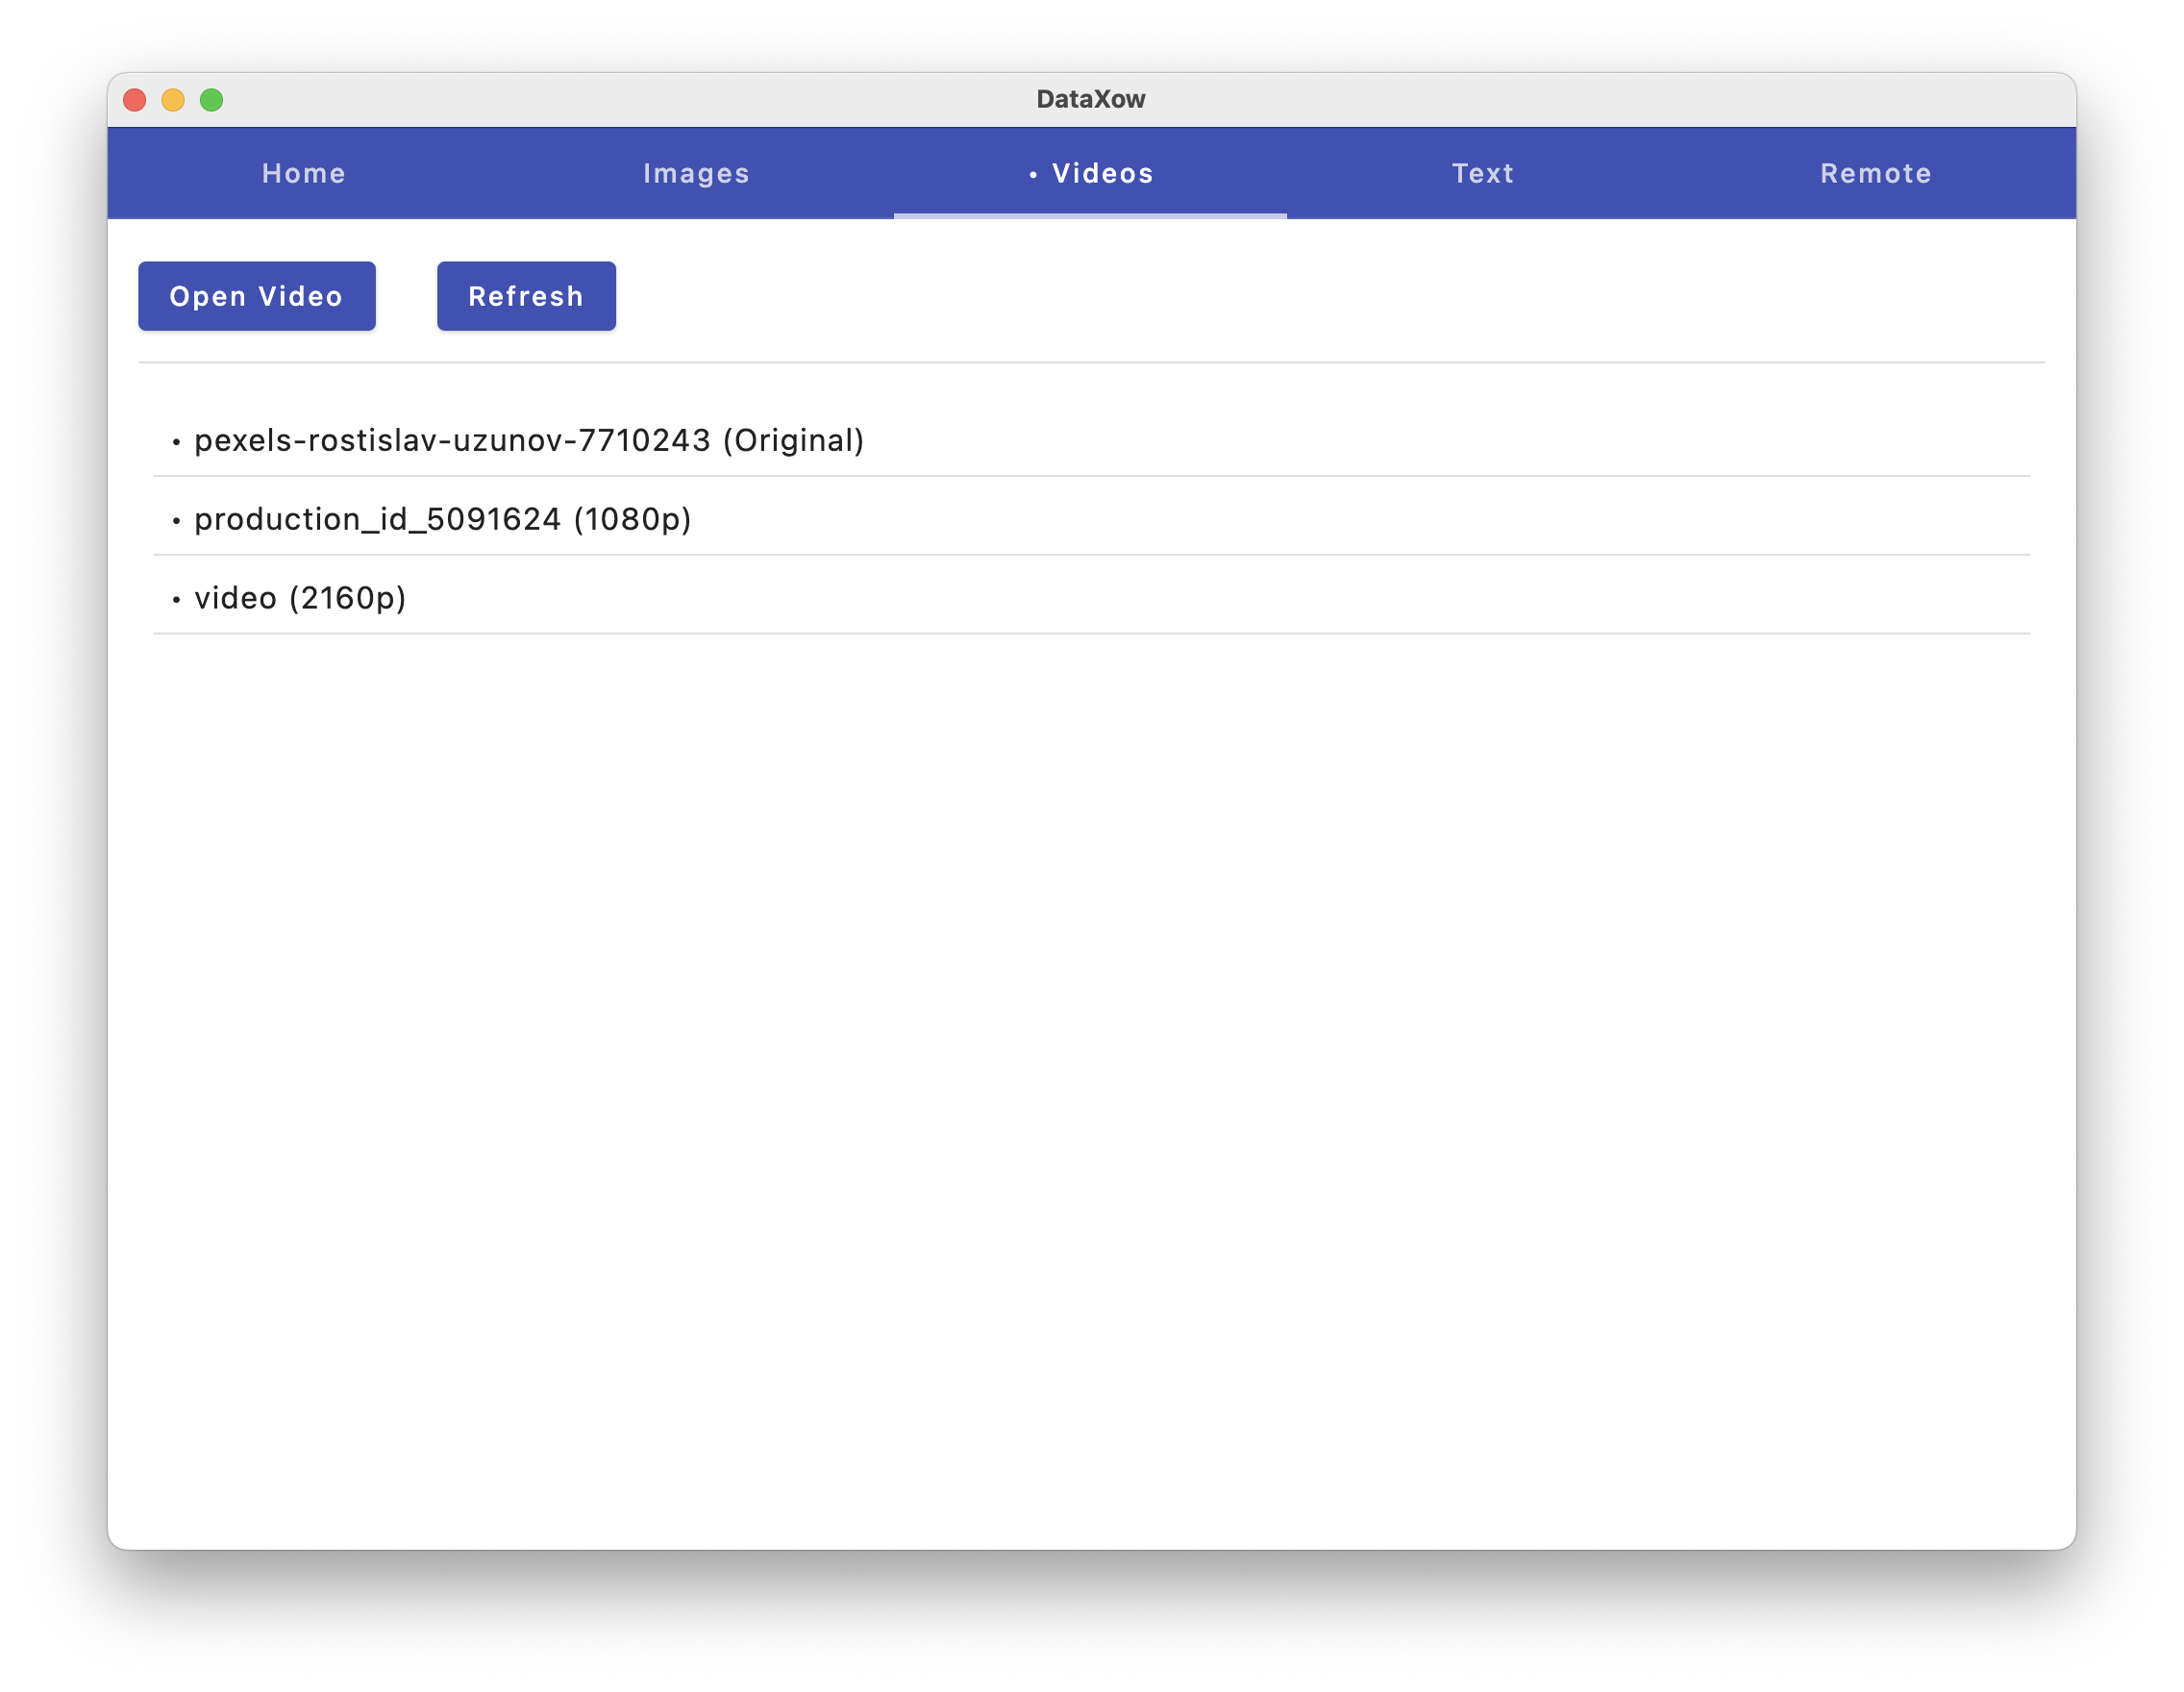 DataXow
Home Images • Videos Text Remote
Open Video Refresh
• pexels-rostislav-uzunov-7710243 (Original)
• production_id_5091624 (1080p)
• video (2160p)